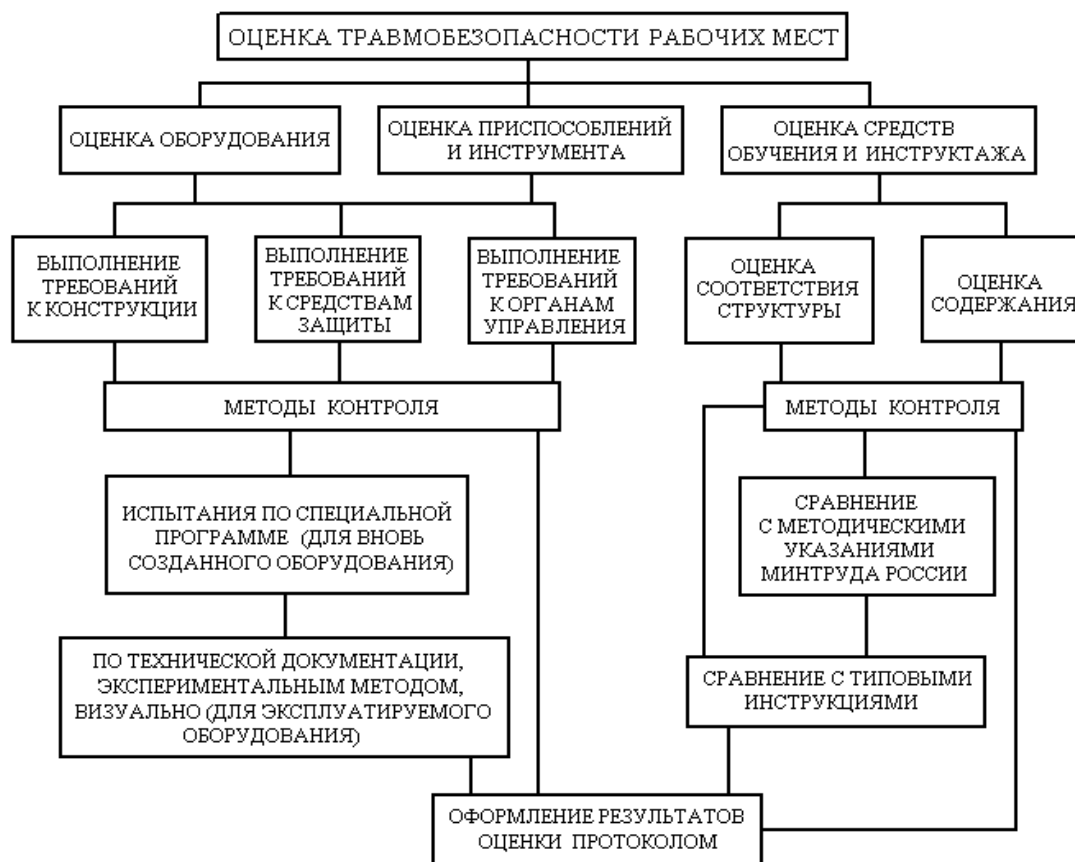 ОЦЕНКА ТРАВМОБЕЗОПАСНОСТИ РАБОЧИХ МЕСТ
ОЦЕНКА ОБОРУДОВАНИЯ
ОЦЕНКА ПРИСПОСОБЛЕНИЙ
И ИНСТРУМЕНТА
ОЦЕНКА СРЕДСТВ
ОБУЧЕНИЯ И ИНСТРУКТАЖА
ВЫПОЛНЕНИЕ
ТРЕБОВАНИЙ
К КОНСТРУКЦИИ
ВЫПОЛНЕНИЕ
ТРЕБОВАНИЙ
К СРЕДСТВАМ
ЗАЩИТЫ
ВЫПОЛНЕНИЕ
ТРЕБОВАНИЙ
К ОРГАНАМ
УПРАВЛЕНИЯ
ОЦЕНКА
СООТВЕТСТВИЯ
СТРУКТУРЫ
ОЦЕНКА
СОДЕРЖАНИЯ
МЕТОДЫ КОНТРОЛЯ
МЕТОДЫ КОНТРОЛЯ
ИСПЫТАНИЯ ПО СПЕЦИАЛЬНОЙ
ПРОГРАММЕ (ДЛЯ ВНОВЬ
СОЗДАННОГО ОБОРУДОВАНИЯ)
СРАВНЕНИЕ
С МЕТОДИЧЕСКИМИ
УКАЗАНИЯМИ
МИНТРУДА РОССИИ
ПО ТЕХНИЧЕСКОЙ ДОКУМЕНТАЦИИ,
ЭКСПЕРИМЕНТАЛЬНЫМ МЕТОДОМ,
ВИЗУАЛЬНО (ДЛЯ ЭКСПЛУАТИРУЕМОГО
ОБОРУДОВАНИЯ)
СРАВНЕНИЕ С ТИПОВЫМИ
ИНСТРУКЦИЯМИ
ОФОРМЛЕНИЕ РЕЗУЛЬТАТОВ
ОЦЕНКИ ПРОТОКОЛОМ